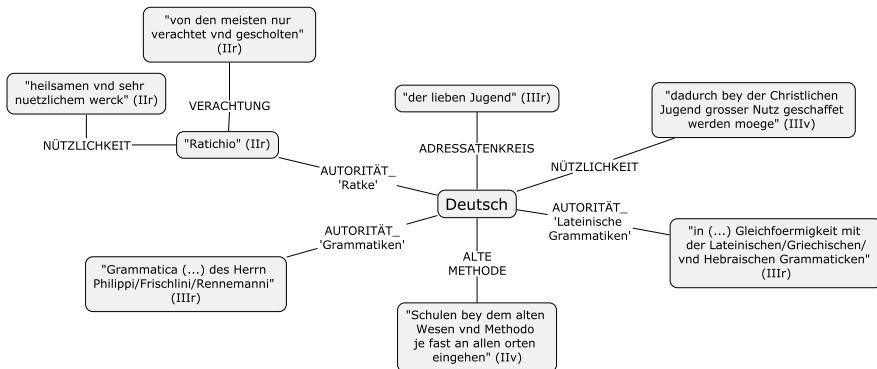 "von den meisten nur
verachtet vnd gescholten"
(IIr)
"heilsamen vnd sehr
nuetzlichem werck" (IIr)
VERACHTUNG
NÜTZLICHKEIT
"Ratichio" (IIr)
"der lieben Jugend" (IIIr)
"dadurch bey der Christlichen
Jugend grosser Nutz geschaffet
werden moege" (IIIv)
ADRESSATENKREIS
NÜTZLICHKEIT
AUTORITÄT_
'Ratke'
Deutsch
AUTORITÄT_
'Grammatiken'
AUTORITÄT_
'Lateinische
Grammatiken'
"in (...) Gleichfoermigkeit mit
der Lateinischen/Griechischen/
vnd Hebraischen Grammaticken"
(IIIr)
"Grammatica (...) des Herrn
Philippi/Frischlini/Rennemanni"
(IIIr)
ALTE
METHODE
"Schulen bey dem alten
Wesen vnd Methodo
je fast an allen orten
eingehen" (IIv)